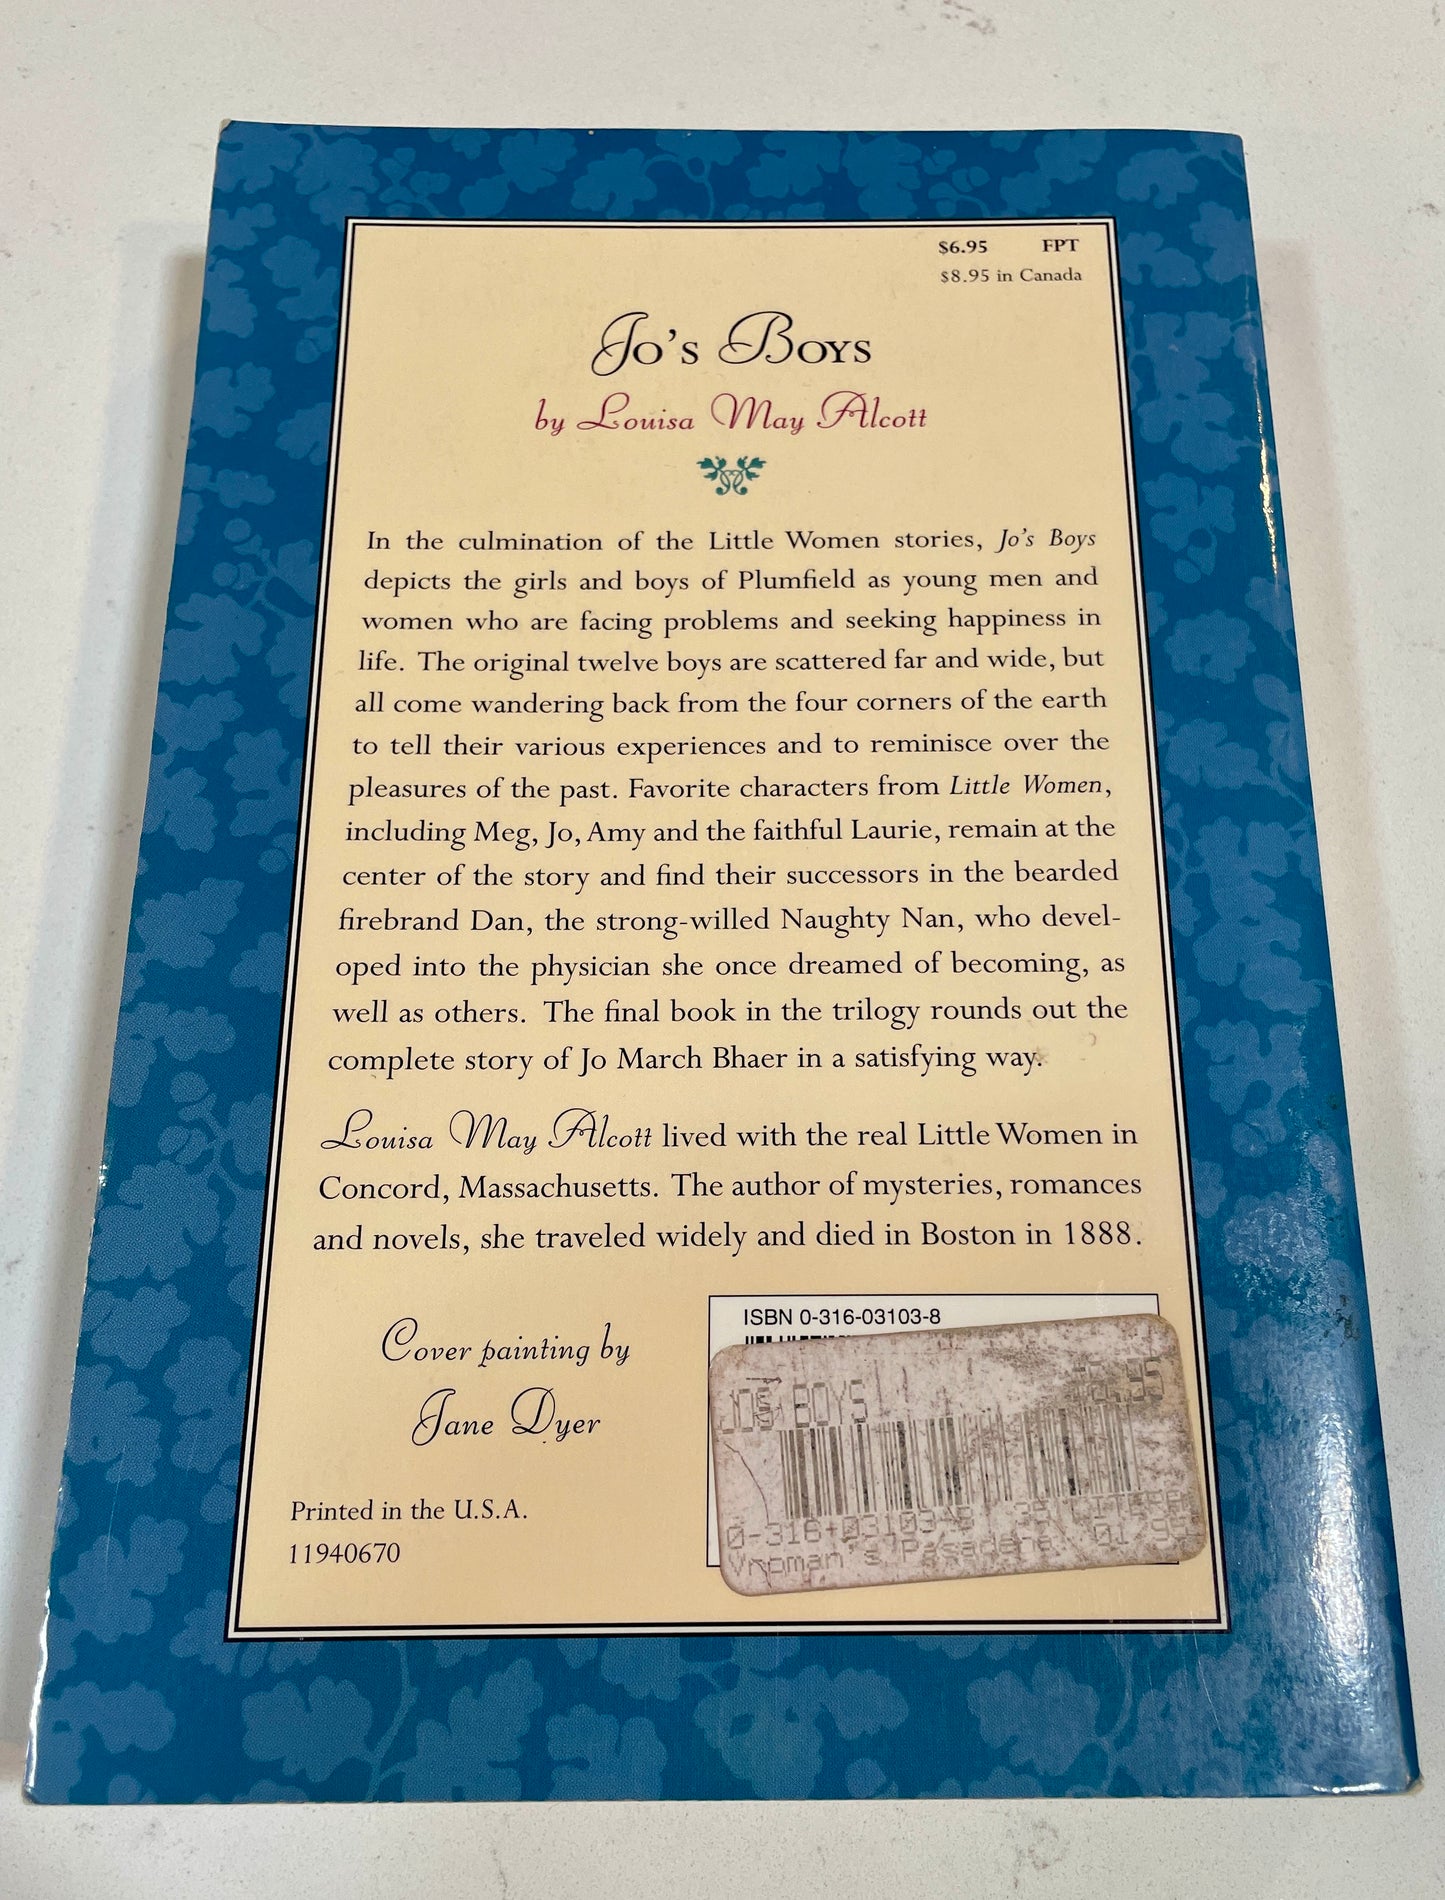 $6.95 FPT
$8.95 in Canada
Jo's Boys
by Louisa May Alcott
In the culmination of the Little Women stories, Jo's Boys
depicts the girls and boys of Plumfield as young men and
women who are facing problems and seeking happiness in
life. The original twelve boys are scattered far and wide, but
all come wandering back from the four corners of the earth
to tell their various experiences and to reminisce over the
pleasures of the past. Favorite characters from Little Women,
including Meg, Jo, Amy and the faithful Laurie, remain at the
center of the story and find their successors in the bearded
firebrand Dan, the strong-willed Naughty Nan, who devel-
oped into the physician she once dreamed of becoming, as
well as others. The final book in the trilogy rounds out the
complete story of Jo March Bhaer in a satisfying way.
Louisa May Alcott lived with the real Little Women in
Concord, Massachusetts. The author of mysteries, romances
and novels, she traveled widely and died in Boston in 1888.
Cover painting by
Jane Dyer
Printed in the U.S.A.
11940670
ISBN 0-316-03103-8
JOS BOYS
Vroman's Pasadena